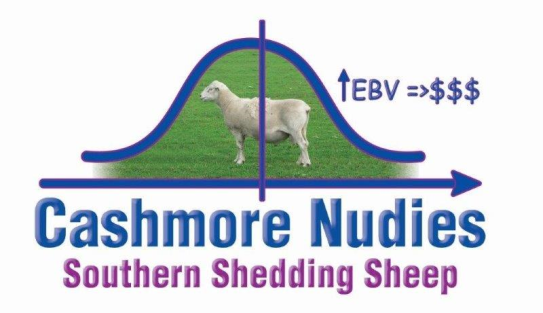 ↑EBV =>$$$
Cashmore Nudies
Southern Shedding Sheep